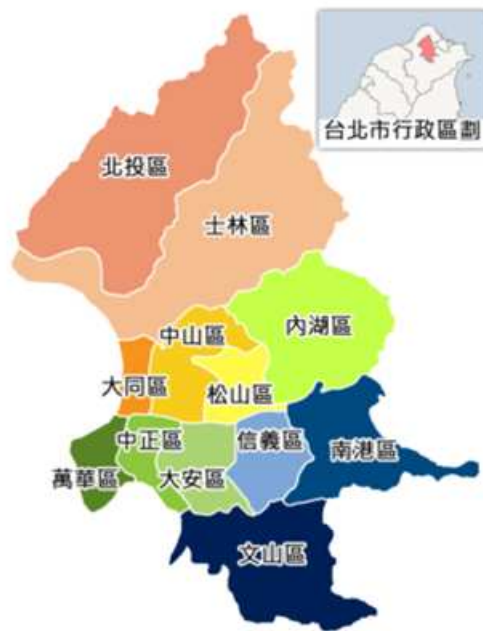 台北市行政區劃
北投區
士林區
中山區
內湖區
大同區
松山區
中正區
信義區
萬華區
大安區
南港區
文山區